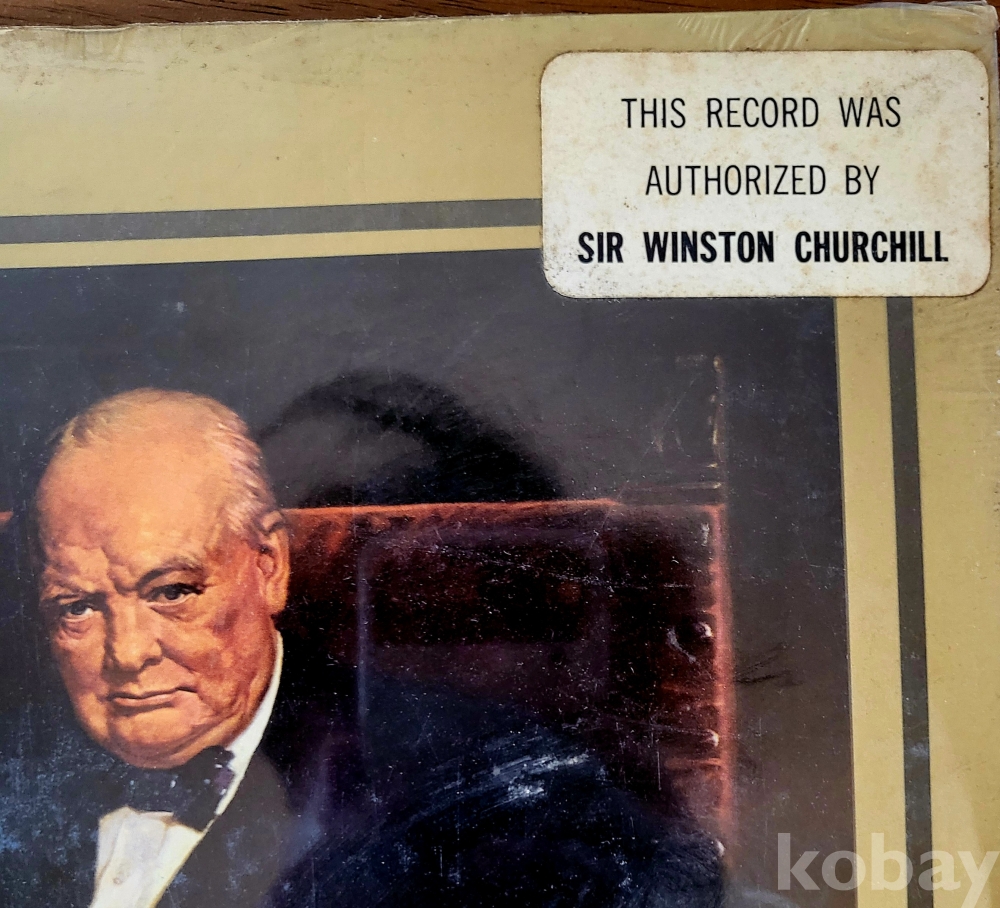 THIS RECORD WAS
AUTHORIZED BY
SIR WINSTON CHURCHILL
kobay